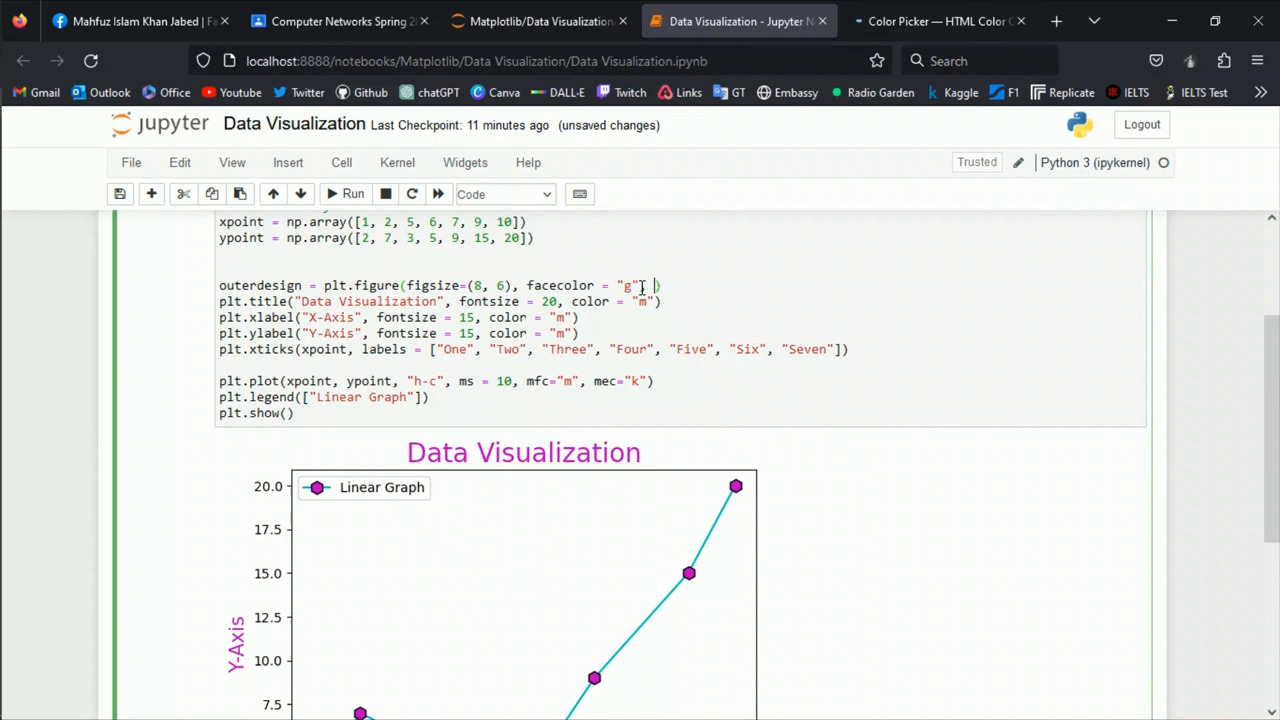 Mahfuz Islam Khan Jabed | Fa
Computer Networks Spring 2
Matplotlib/Data Visualization
Data Visualization - Jupyter N
Color Picker — HTML Color C
localhost:8888/notebooks/Matplotlib/Data Visualization/Data Visualization.ipynb
Search
Gmail Outlook Office Youtube Twitter Github chatGPT Canva DALL-E Twitch Links GT Embassy Radio Garden Kaggle F1 Replicate IELTS IELTS Test
jupyter Data Visualization Last Checkpoint: 11 minutes ago (unsaved changes)
Logout
File Edit View Insert Cell Kernel Widgets Help
Trusted
Python 3 (ipykernel)
Run
Code
xpoint = np.array([1, 2, 5, 6, 7, 9, 10])
ypoint = np.array([2, 7, 3, 5, 9, 15, 20])
outerdesign = plt.figure(figsize=(8, 6), facecolor = "g", )
plt.title("Data Visualization", fontsize = 20, color = "m")
plt.xlabel("X-Axis", fontsize = 15, color = "m")
plt.ylabel("Y-Axis", fontsize = 15, color = "m")
plt.xticks(xpoint, labels = ["One", "Two", "Three", "Four", "Five", "Six", "Seven"])
plt.plot(xpoint, ypoint, "h-c", ms = 10, mfc="m", mec="k")
plt.legend(["Linear Graph"])
plt.show()
Data Visualization
Linear Graph
20.0
17.5
15.0
12.5
Y-Axis
10.0
7.5